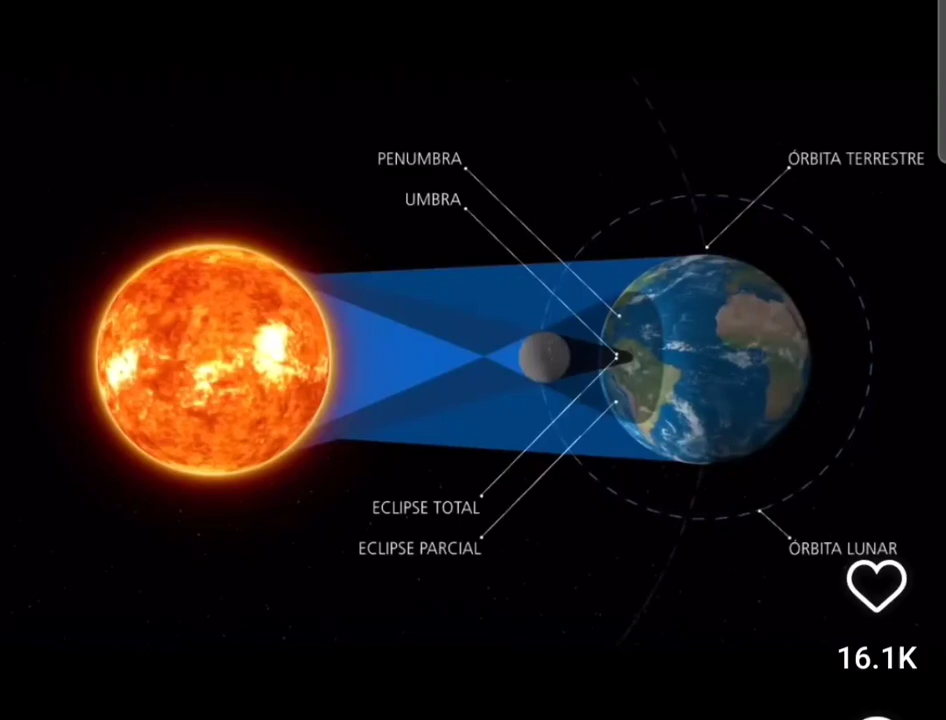 PENUMBRA
ÓRBITA TERRESTRE
UMBRA
ECLIPSE TOTAL
ECLIPSE PARCIAL
ÓRBITA LUNAR
16.1K